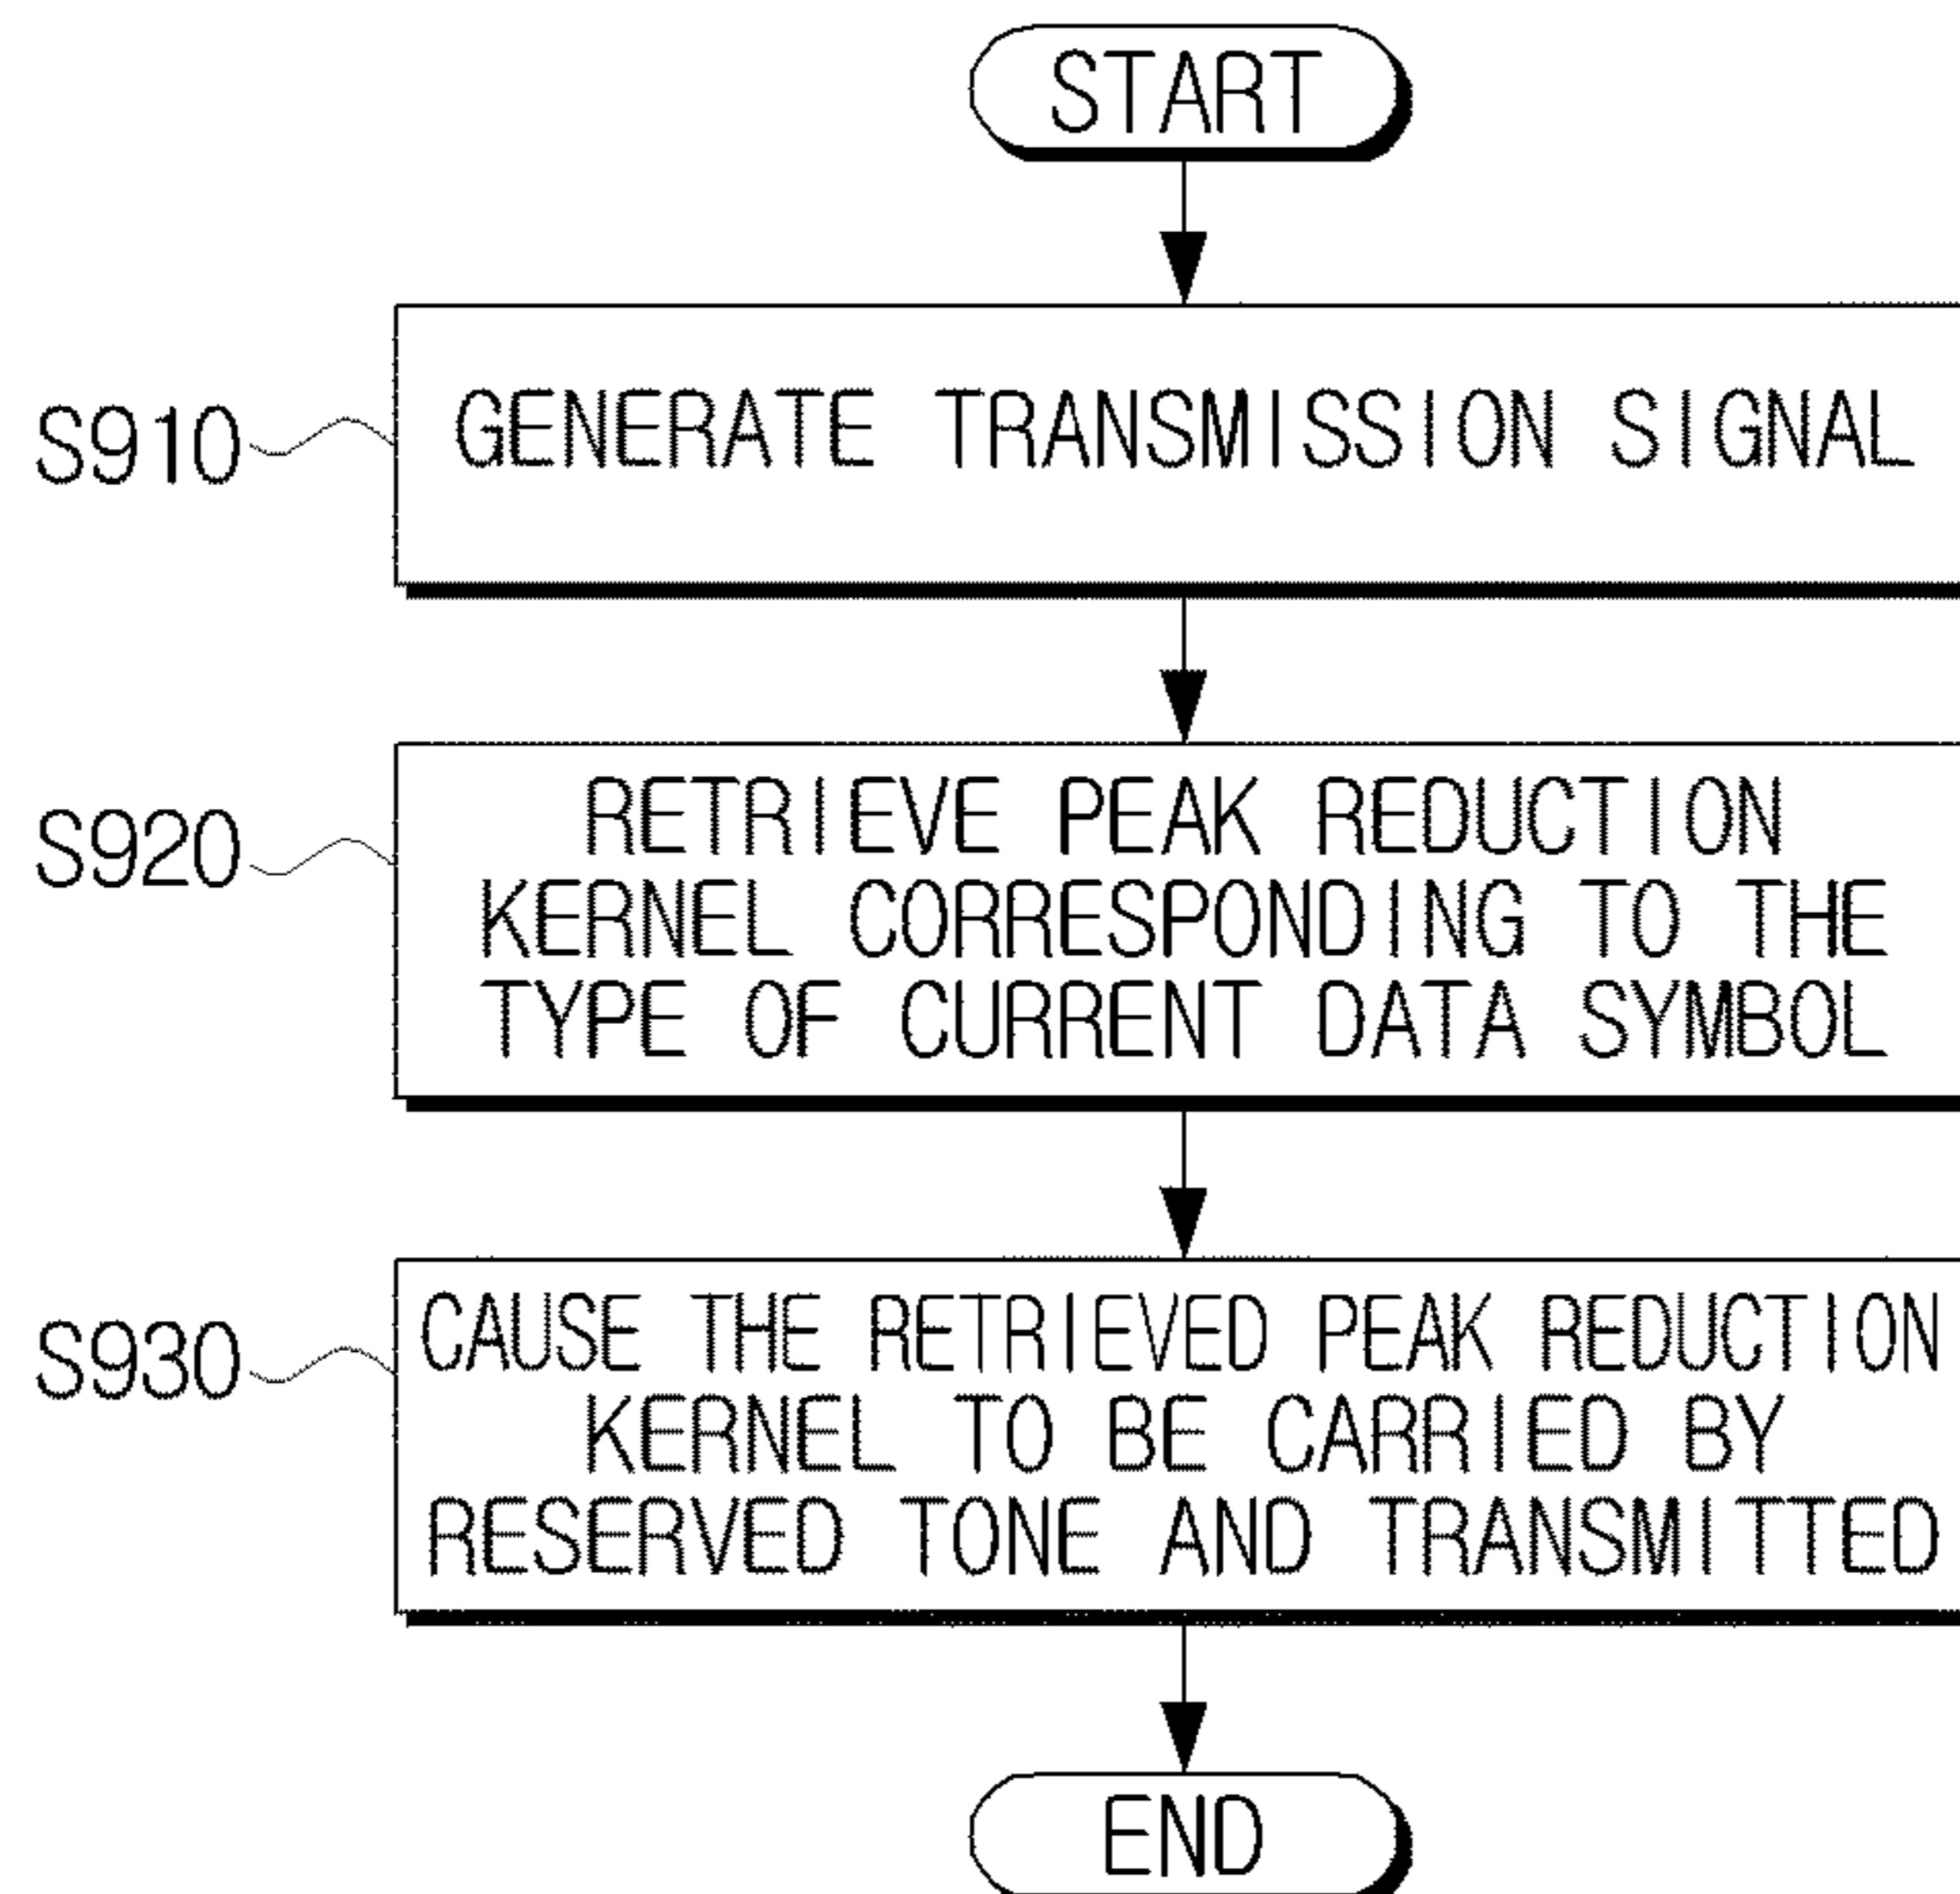 START
S910
GENERATE TRANSMISSION SIGNAL
S920
RETRIEVE PEAK REDUCTION
KERNEL CORRESPONDING TO THE
TYPE OF CURRENT DATA SYMBOL
S930
CAUSE THE RETRIEVED PEAK REDUCTION
KERNEL TO BE CARRIED BY
RESERVED TONE AND TRANSMITTED
END